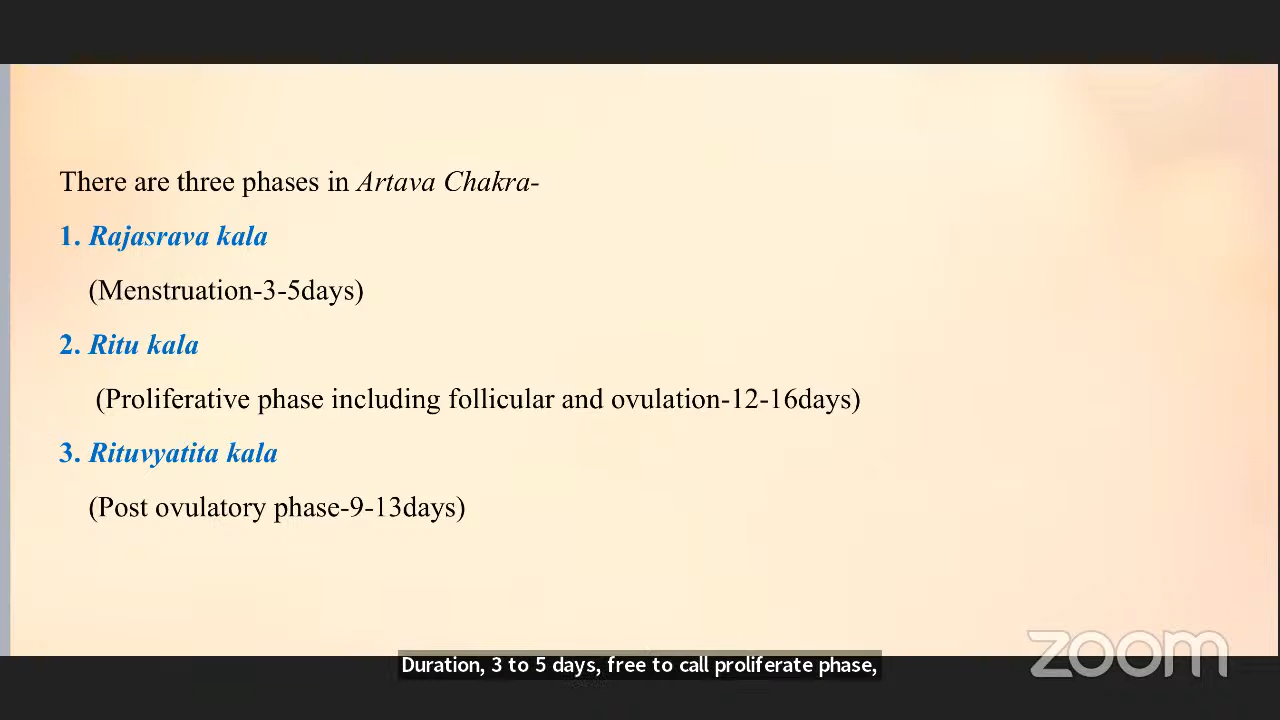 There are three phases in Artava Chakra-
1. Rajasrava kala
(Menstruation-3-5days)
2. Ritu kala
(Proliferative phase including follicular and ovulation-12-16days)
3. Rituvyatita kala
(Post ovulatory phase-9-13days)
zoom
Duration, 3 to 5 days, free to call proliferate phase,